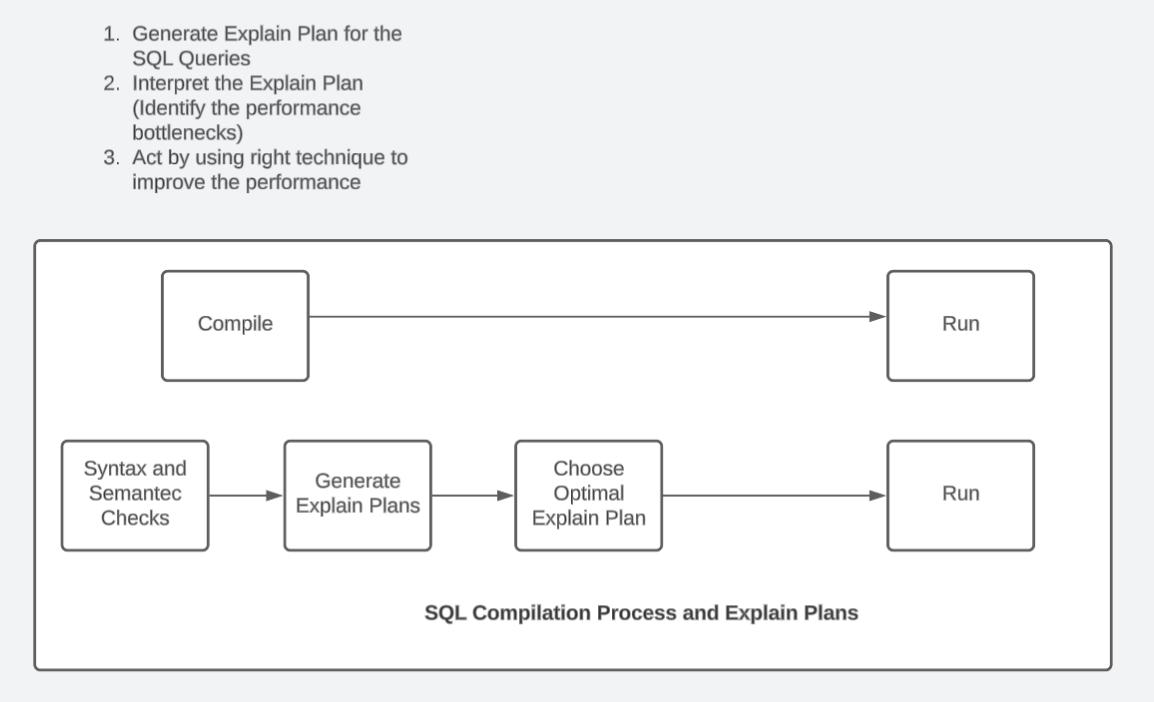 1. Generate Explain Plan for the
SQL Queries
2. Interpret the Explain Plan
(Identify the performance
bottlenecks)
3. Act by using right technique to
improve the performance
Compile
Run
Syntax and
Semantec
Checks
Generate
Explain Plans
Choose
Optimal
Explain Plan
Run
SQL Compilation Process and Explain Plans